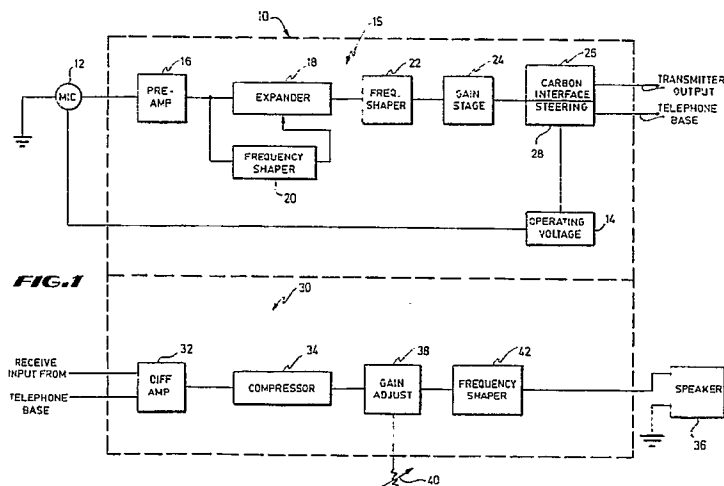 10
15
12
MIC
16
PRE-
AMP
18
EXPANDER
22
FREQ.
SHAPER
24
GAIN
STAGE
26
CARBON
INTERFACE
STEERING
28
TRANSMITTER
OUTPUT
TELEPHONE
BASE
FREQUENCY
SHAPER
20
OPERATING
VOLTAGE
14
FIG.1
30
RECEIVE
INPUT FROM
TELEPHONE
BASE
32
DIFF
AMP
34
COMPRESSOR
38
GAIN
ADJUST
42
FREQUENCY
SHAPER
SPEAKER
36
40